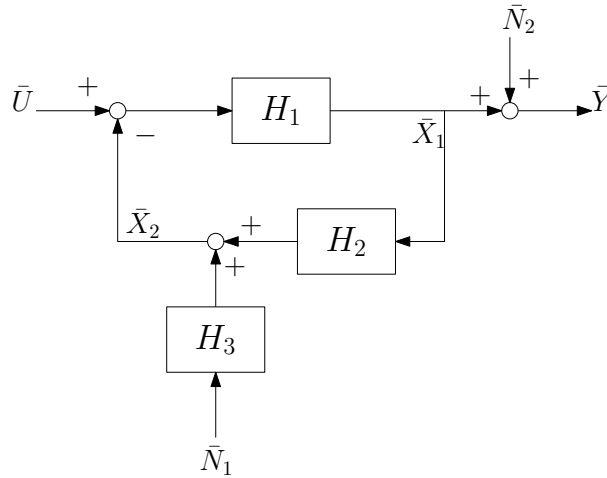 N̄₂
Ū + H₁ + + Ȳ
− X̄₁
X̄₂ + H₂
+
H₃
N̄₁